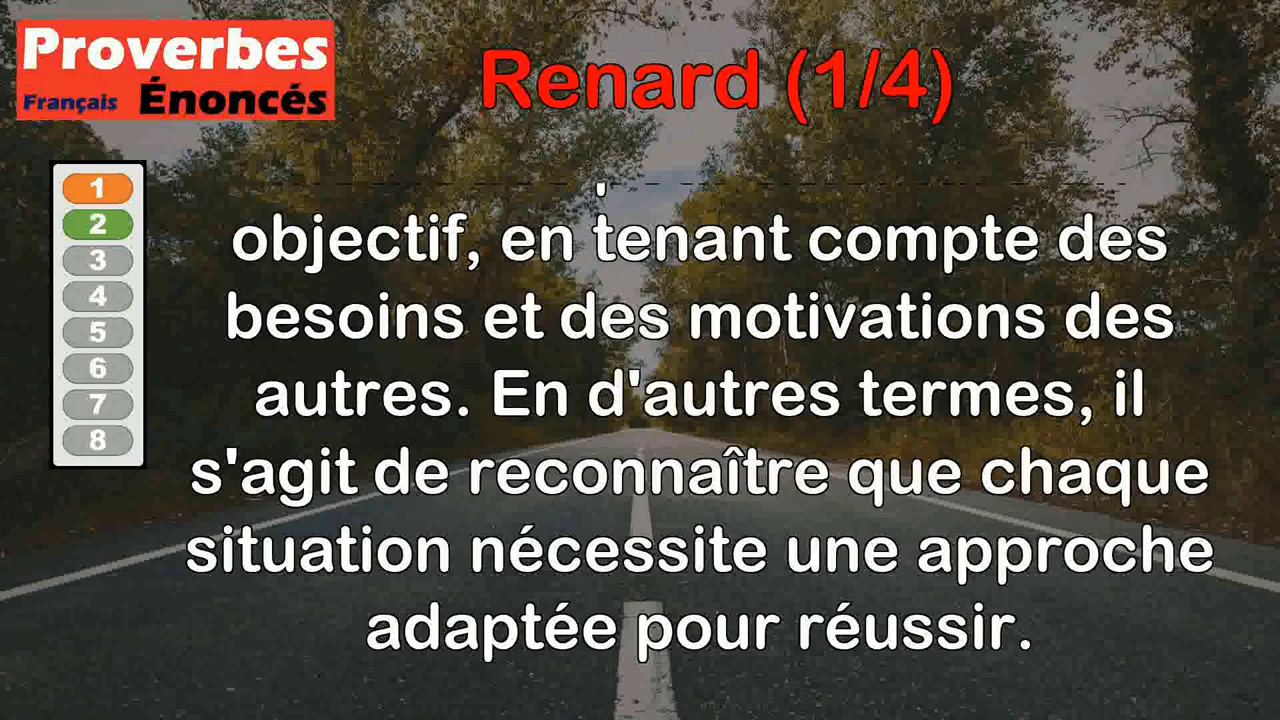 Proverbes
Français Énoncés
Renard (1/4)
1
2
3
4
5
6
7
8
objectif, en tenant compte des
besoins et des motivations des
autres. En d'autres termes, il
s'agit de reconnaître que chaque
situation nécessite une approche
adaptée pour réussir.